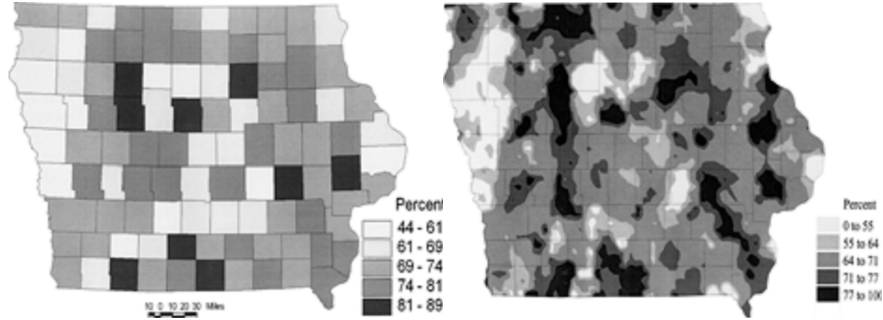 Percent
44 - 61
61 - 69
69 - 74
74 - 81
81 - 89
10 0 10 20 30 Miles
Percent
0 to 55
55 to 64
64 to 71
71 to 77
77 to 100